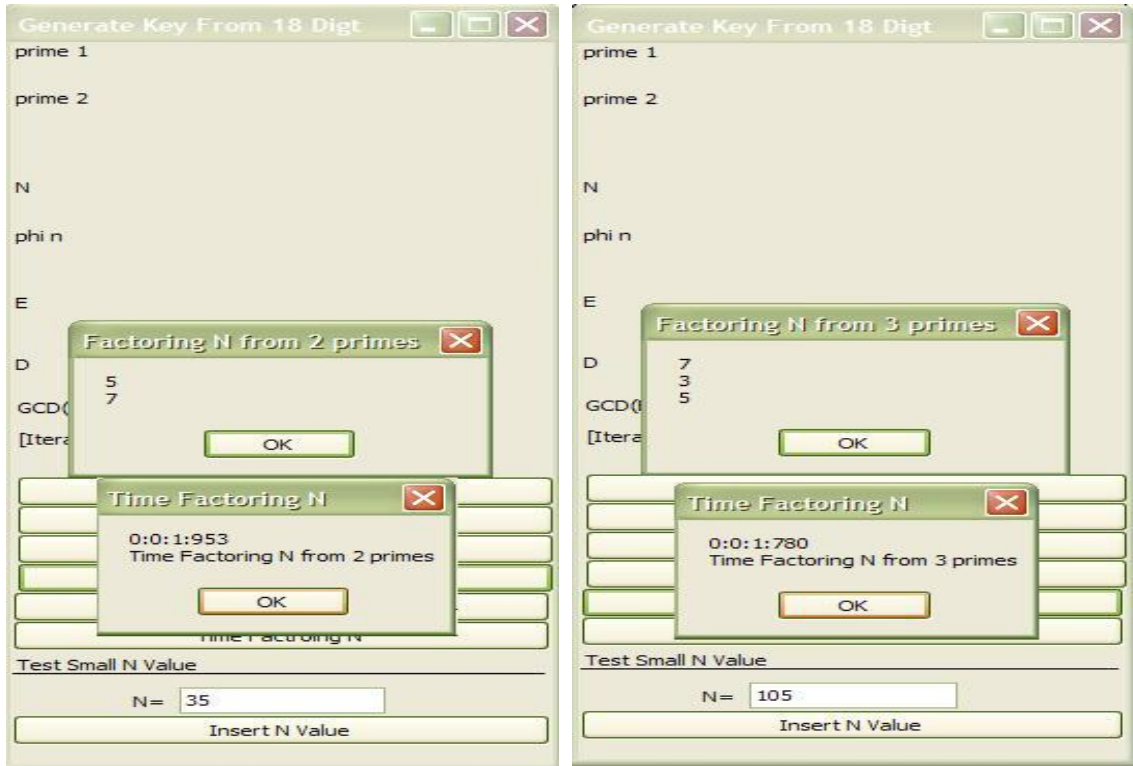 Generate Key From 18 Digt
prime 1
prime 2
N
phi n
E
Factoring N from 2 primes
D
5
7
GCD(
OK
[Itera
Time Factoring N
0:0:1:953
Time Factoring N from 2 primes
OK
Time Factroing N
Test Small N Value
N= 35
Insert N Value
Generate Key From 18 Digt
prime 1
prime 2
N
phi n
E
Factoring N from 3 primes
D
7
3
5
GCD(
OK
[Itera
Time Factoring N
0:0:1:780
Time Factoring N from 3 primes
OK
Test Small N Value
N= 105
Insert N Value